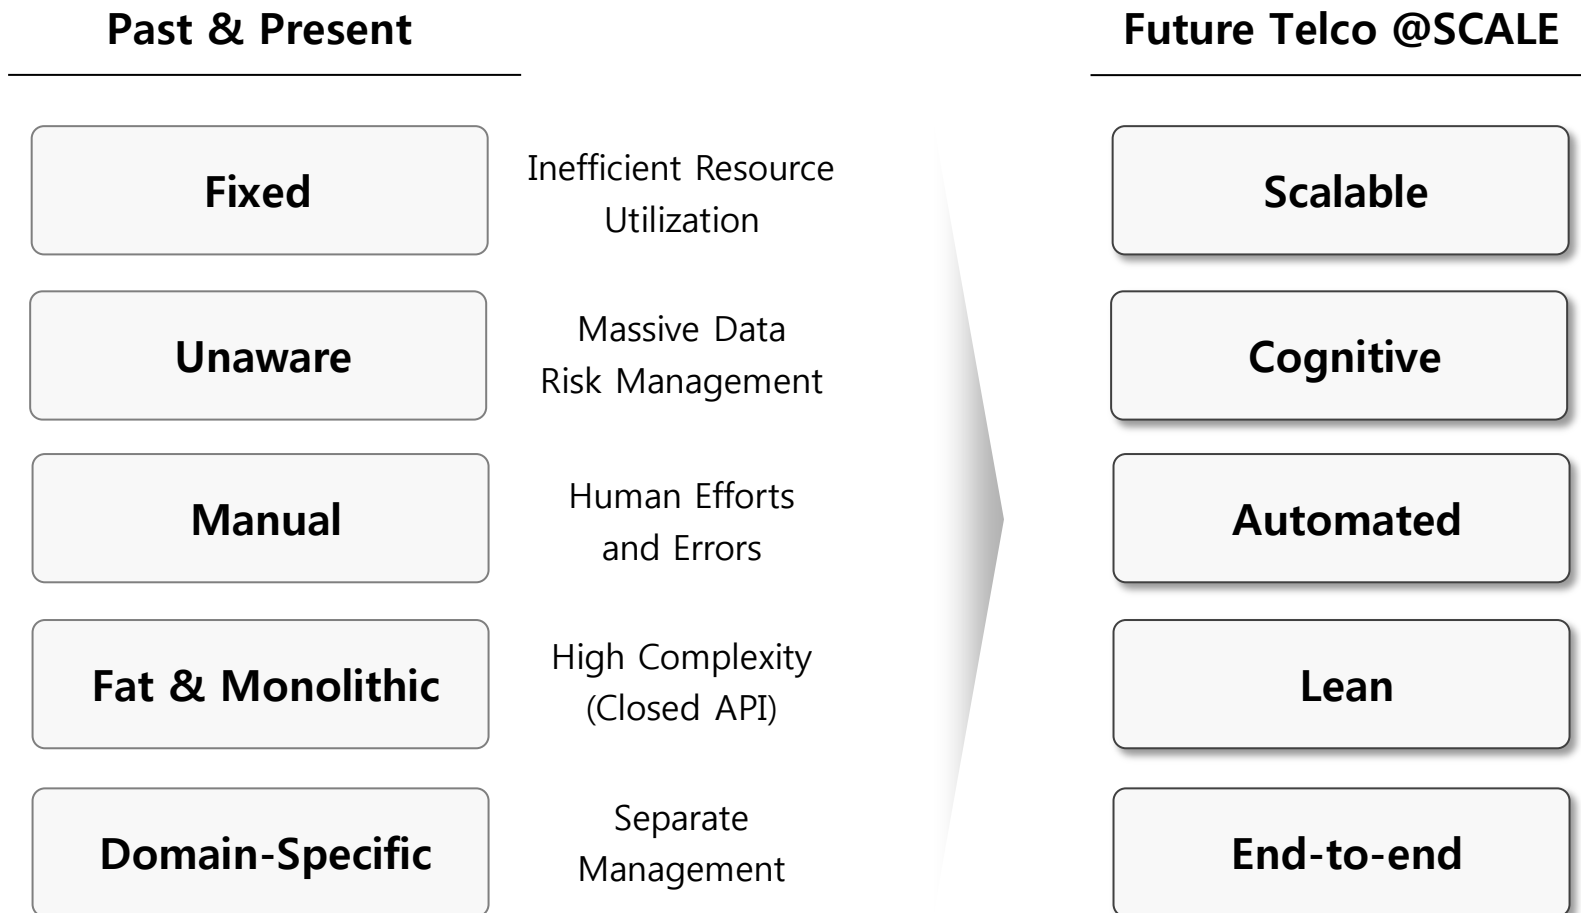 Past & Present
Future Telco @SCALE
Fixed
Inefficient Resource
Utilization
Scalable
Unaware
Massive Data
Risk Management
Cognitive
Manual
Human Efforts
and Errors
Automated
Fat & Monolithic
High Complexity
(Closed API)
Lean
Domain-Specific
Separate
Management
End-to-end